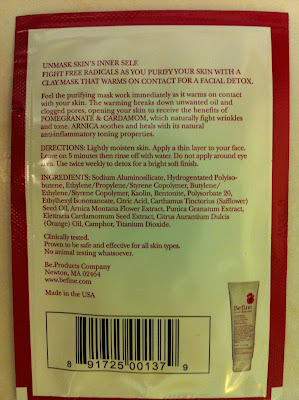 UNMASK SKIN'S INNER SELF.
FIGHT FREE RADICALS AS YOU PURIFY YOUR SKIN WITH A
CLAY MASK THAT WARMS ON CONTACT FOR A FACIAL DETOX.
Feel the purifying mask work immediately as it warms on contact
with your skin. The warming breaks down unwanted oil and
clogged pores, opening your skin to receive the benefits of
POMEGRANATE & CARDAMOM, which naturally fight wrinkles
and tone. ARNICA soothes and heals with its natural
anti-inflammatory toning properties.
DIRECTIONS: Lightly moisten skin. Apply a thin layer to your face.
Leave on 5 minutes then rinse off with water. Do not apply around eye
area. Use twice weekly to detox for a bright soft finish.
INGREDIENTS: Sodium Aluminosilicate, Hydrogentated Polyiso-
butene, Ethylene/Propylene/Styrene Copolymer, Butylene/
Ethylene/Styrene Copolymer, Kaolin, Bentonite, Polysorbate 20,
Ethylhexyl Isononanoate, Citric Acid, Carthamus Tinctorius (Safflower)
Seed Oil, Arnica Montana Flower Extract, Punica Granatum Extract,
Elettraria Cardamomum Seed Extract, Citrus Aurantium Dulcis
(Orange) Oil, Camphor, Titanium Dioxide.
Clinically tested.
Proven to be safe and effective for all skin types.
No animal testing whatsoever.
Be.Products Company
Newton, MA 02464
www.befine.com
Made in the USA
Befine
8 91725 00137 9